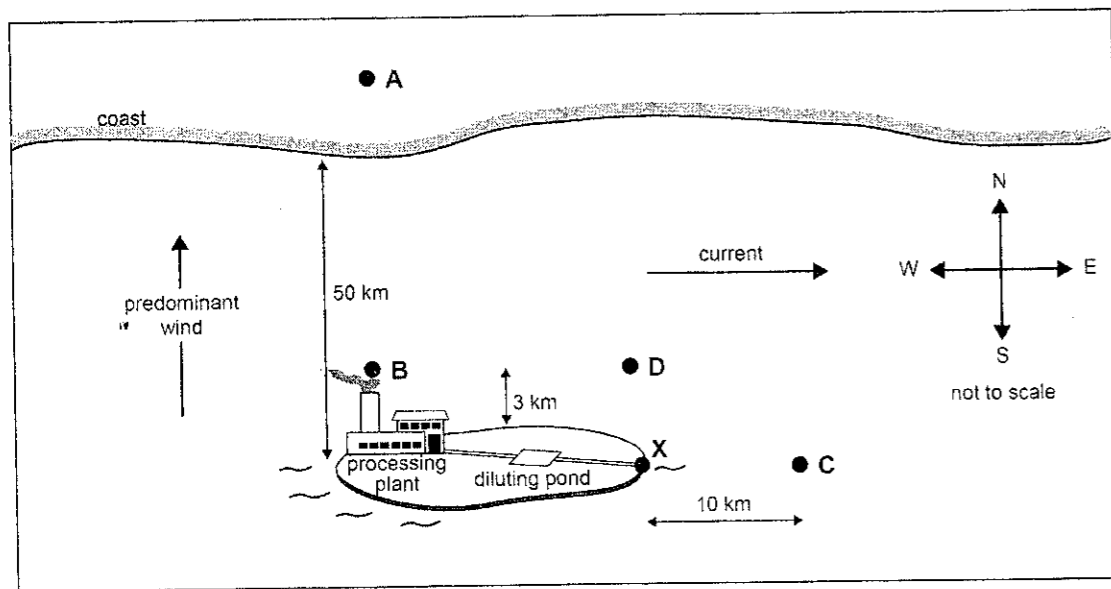 A
coast
N
current
W
E
50 km
predominant
wind
S
B
D
not to scale
3 km
X
processing
plant
diluting pond
C
10 km